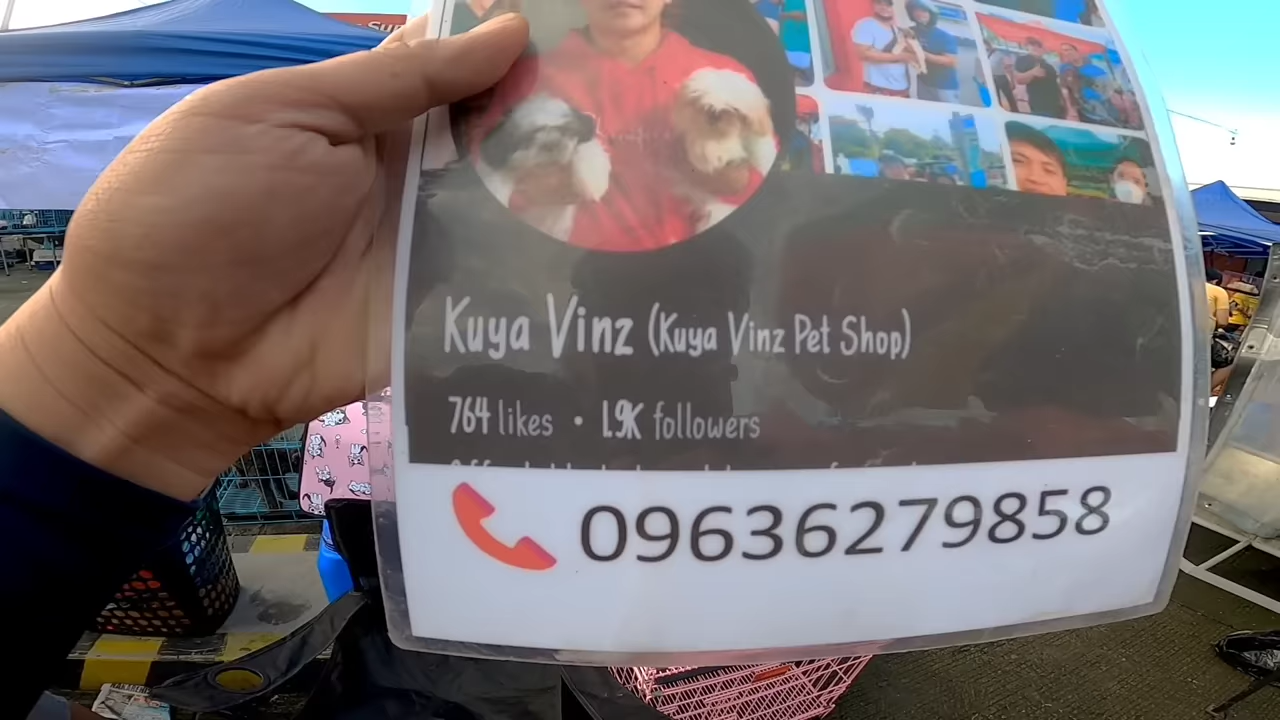 Kuya Vinz (Kuya Vinz Pet Shop)
764 likes • 1.9K followers
09636279858